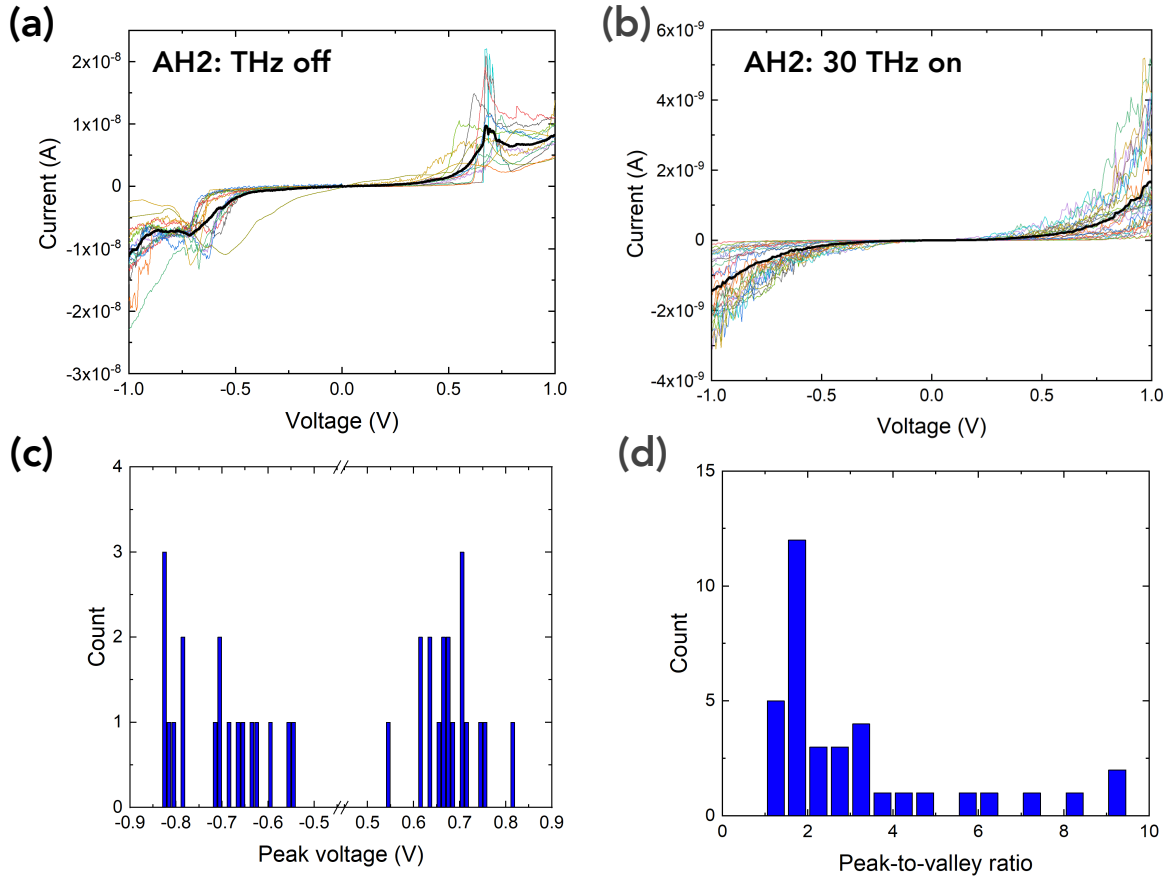 (a)
AH2: THz off
2x10-8
1x10-8
0
-1x10-8
-2x10-8
-3x10-8
Current (A)
-1.0 -0.5 0.0 0.5 1.0
Voltage (V)
(b)
AH2: 30 THz on
6x10-9
4x10-9
2x10-9
0
-2x10-9
-4x10-9
Current (A)
-1.0 -0.5 0.0 0.5 1.0
Voltage (V)
(c)
4
3
2
1
0
Count
-0.9 -0.8 -0.7 -0.6 -0.5 0.5 0.6 0.7 0.8 0.9
Peak voltage (V)
(d)
15
10
5
0
Count
0 2 4 6 8 10
Peak-to-valley ratio